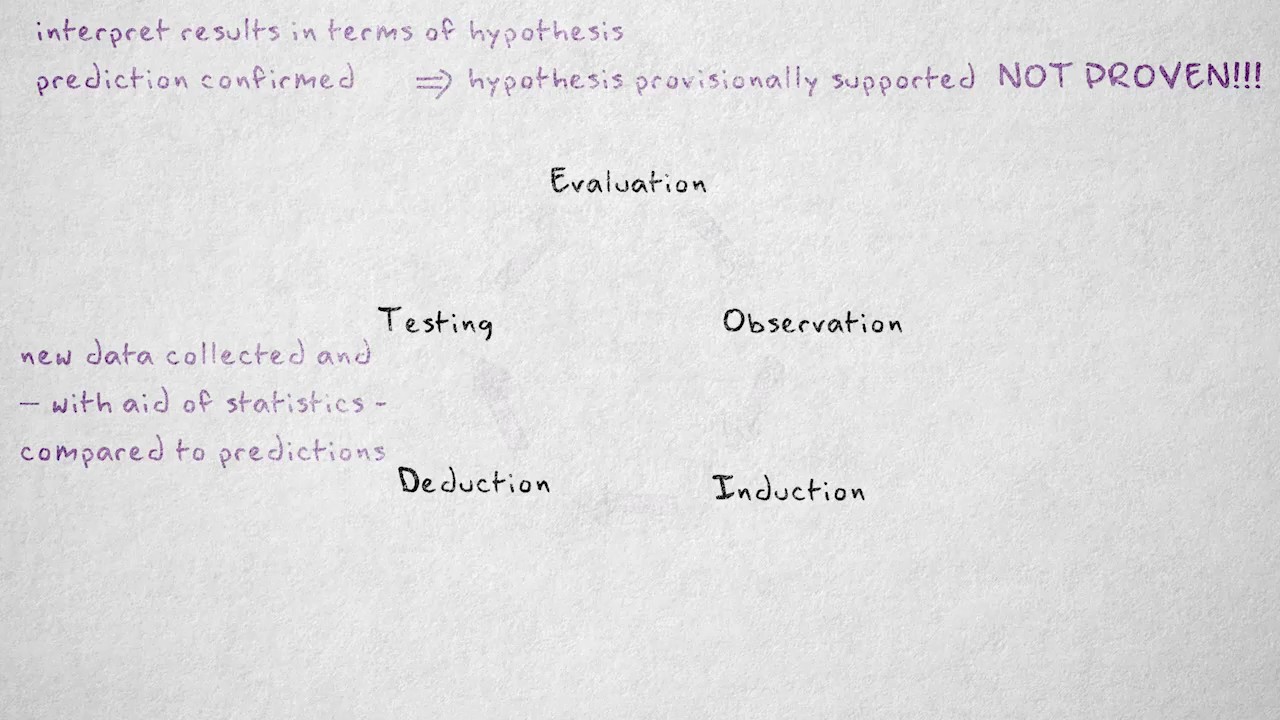 interpret results in terms of hypothesis
prediction confirmed ⇒ hypothesis provisionally supported NOT PROVEN!!!
Evaluation
Testing
Observation
new data collected and
— with aid of statistics -
compared to predictions
Deduction
Induction